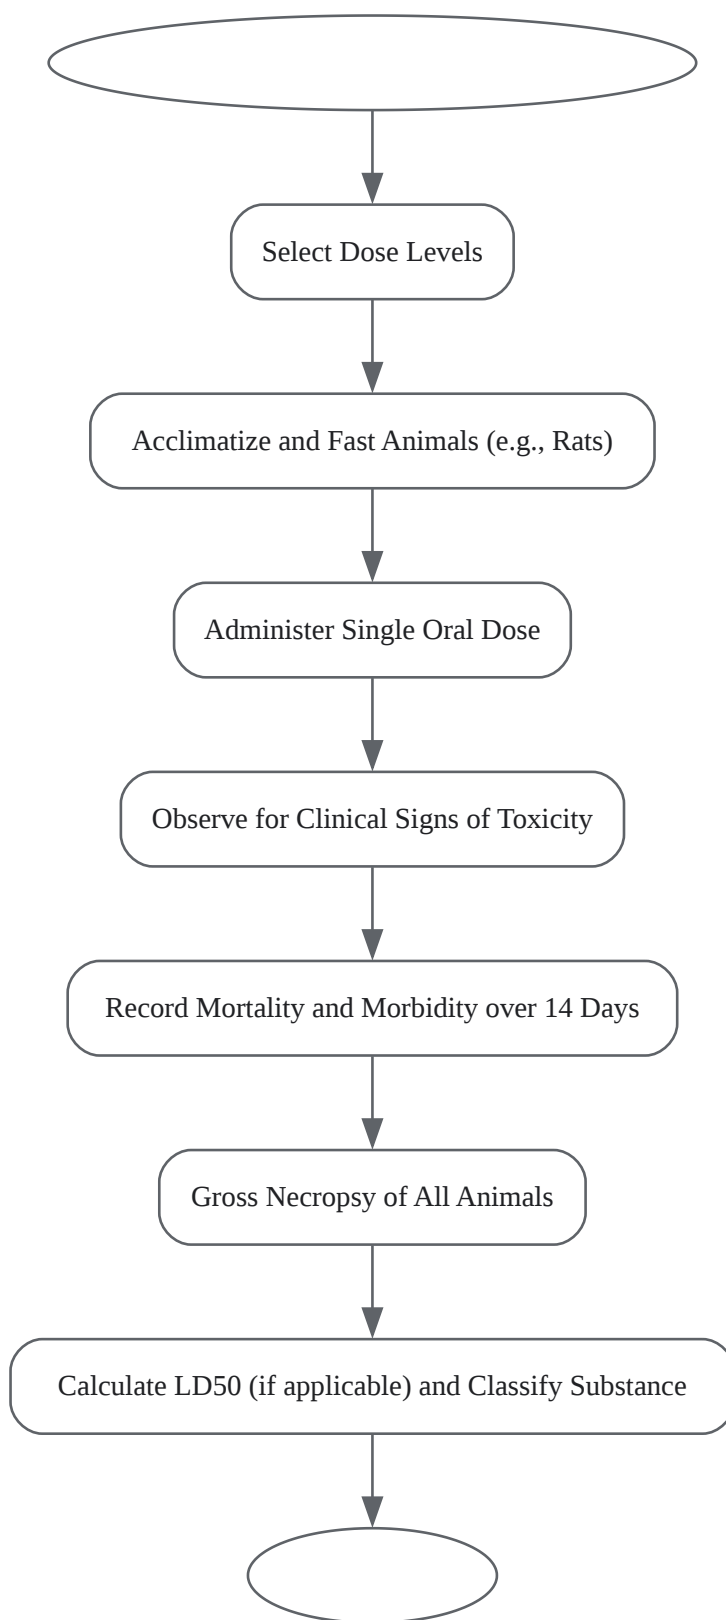 Select Dose Levels
Acclimatize and Fast Animals (e.g., Rats)
Administer Single Oral Dose
Observe for Clinical Signs of Toxicity
Record Mortality and Morbidity over 14 Days
Gross Necropsy of All Animals
Calculate LD50 (if applicable) and Classify Substance